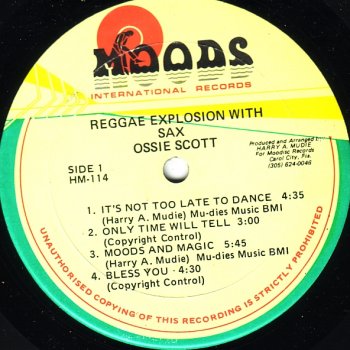 MOODS
INTERNATIONAL RECORDS
REGGAE EXPLOSION WITH
SAX
OSSIE SCOTT
Produced and Arranged by:
HARRY A. MUDIE
For Moodisc Records
Carol City, Fla.
(305) 624-0046
SIDE 1
HM-114
1. IT'S NOT TOO LATE TO DANCE 4:35
(Harry A. Mudie) Mu-dies Music BMI
2. ONLY TIME WILL TELL 3:00
(Copyright Control)
3. MOODS AND MAGIC 5:45
(Harry A. Mudie) Mu-dies Music BMI
4. BLESS YOU - 4:30
(Copyright Control)
UNAUTHORISED COPYING OF THIS RECORDING IS STRICTLY PROHIBITED